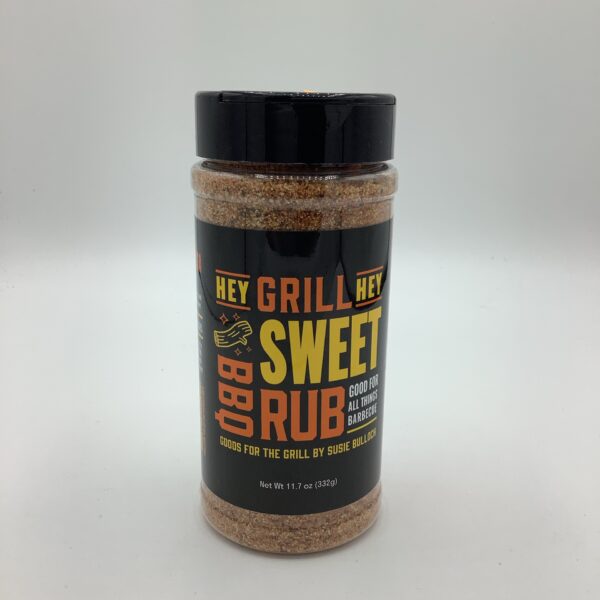 HEY GRILL HEY
SWEET
BBQ
RUB
GOOD FOR
ALL THINGS
BARBECUE
GOODS FOR THE GRILL BY SUSIE BULLOCH
Net Wt 11.7 oz (332g)